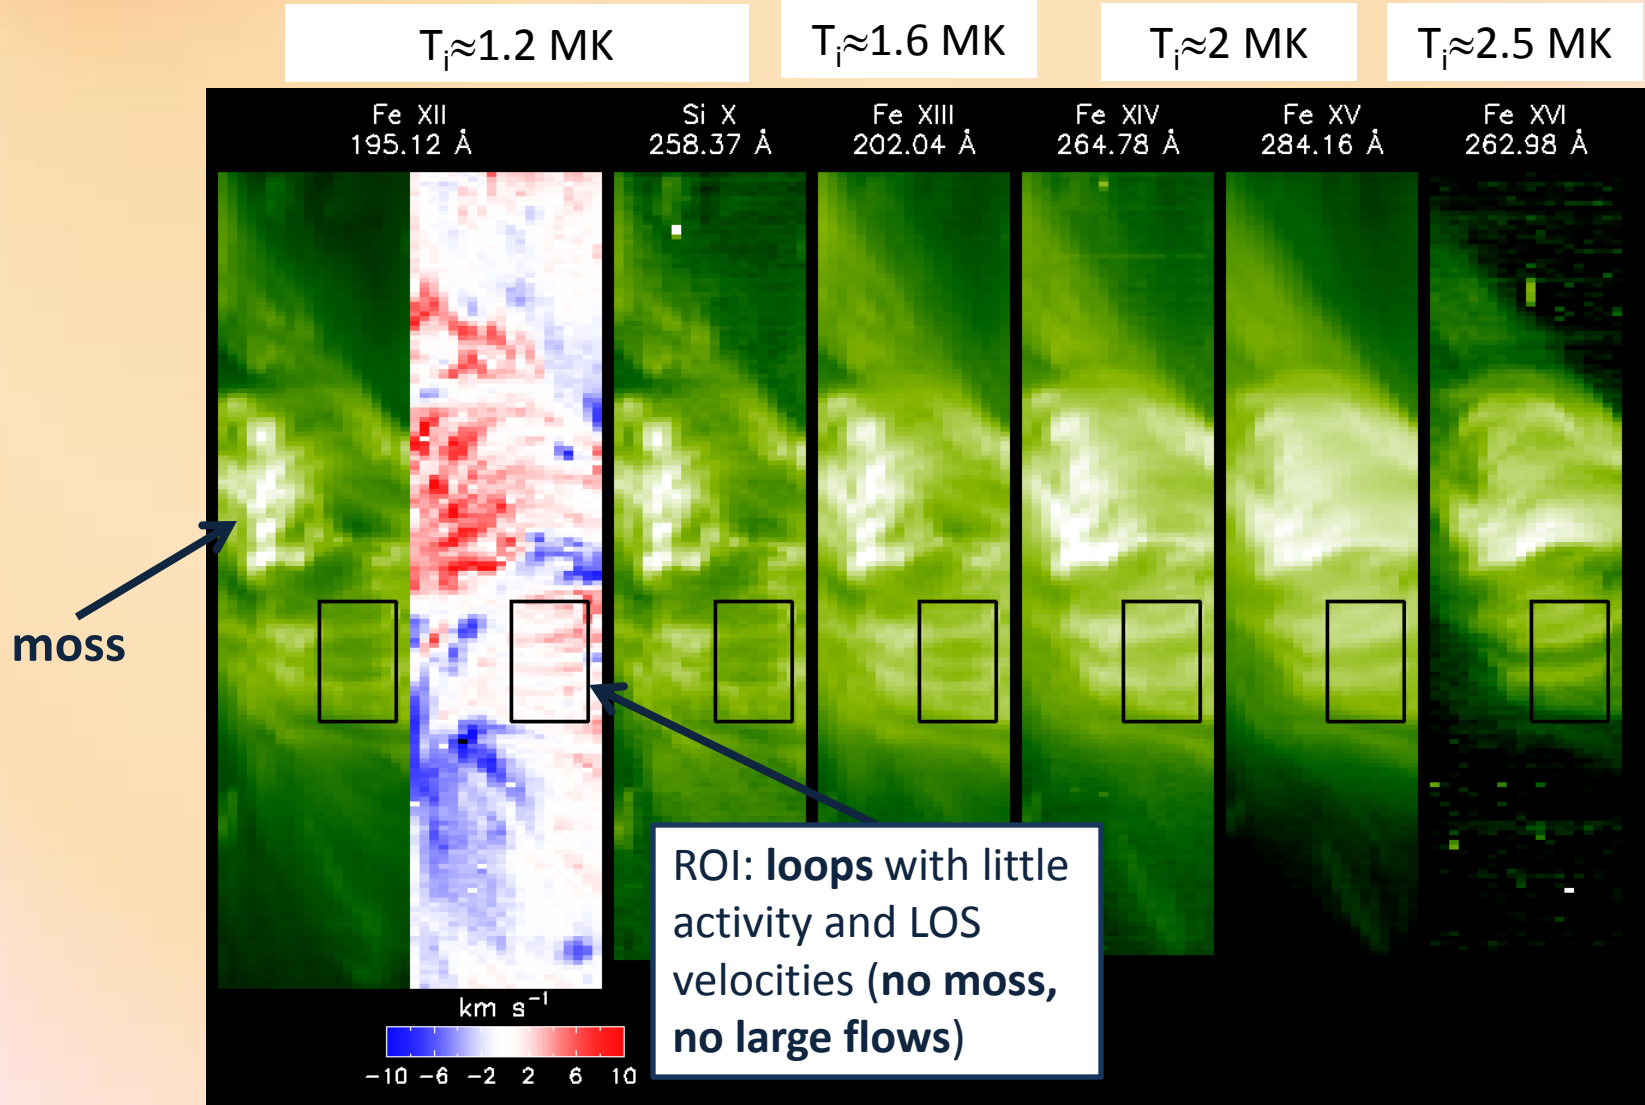 Tᵢ≈1.2 MK
Tᵢ≈1.6 MK
Tᵢ≈2 MK
Tᵢ≈2.5 MK
Fe XII
195.12 Å
Si X
258.37 Å
Fe XIII
202.04 Å
Fe XIV
264.78 Å
Fe XV
284.16 Å
Fe XVI
262.98 Å
moss
ROI: loops with little
activity and LOS
velocities (no moss,
no large flows)
km s⁻¹
−10 −6 −2 2 6 10